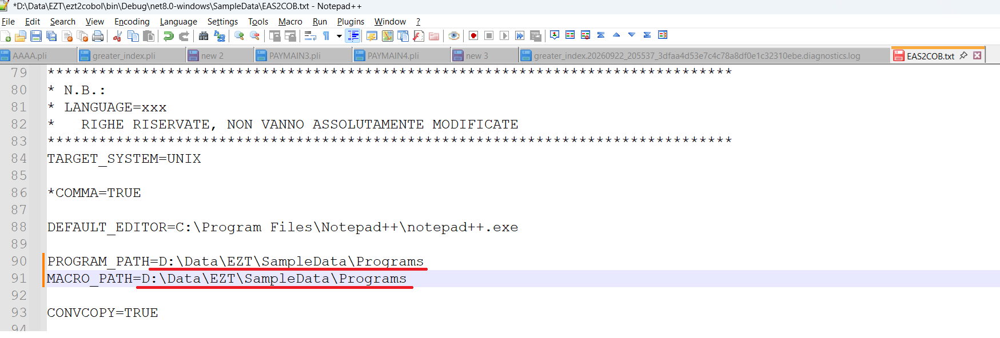 *D:\Data\EZT\ezt2cobol\bin\Debug\net8.0-windows\SampleData\EAS2COB.txt - Notepad++
File Edit Search View Encoding Language Settings Tools Macro Run Plugins Window ?
AAAA.pli greater_index.pli new 2 PAYMAIN3.pli PAYMAIN4.pli new 3 greater_index.20260922_205537_3dfaa4d53e7c4c78a8df0e1c32310ebe.diagnostics.log EAS2COB.txt
79 ********************************************************************************
80 * N.B.:
81 * LANGUAGE=xxx
82 *   RIGHE RISERVATE, NON VANNO ASSOLUTAMENTE MODIFICATE
83 ********************************************************************************
84 TARGET_SYSTEM=UNIX
85
86 *COMMA=TRUE
87
88 DEFAULT_EDITOR=C:\Program Files\Notepad++\notepad++.exe
89
90 PROGRAM_PATH=D:\Data\EZT\SampleData\Programs
91 MACRO_PATH=D:\Data\EZT\SampleData\Programs
92
93 CONVCOPY=TRUE
94